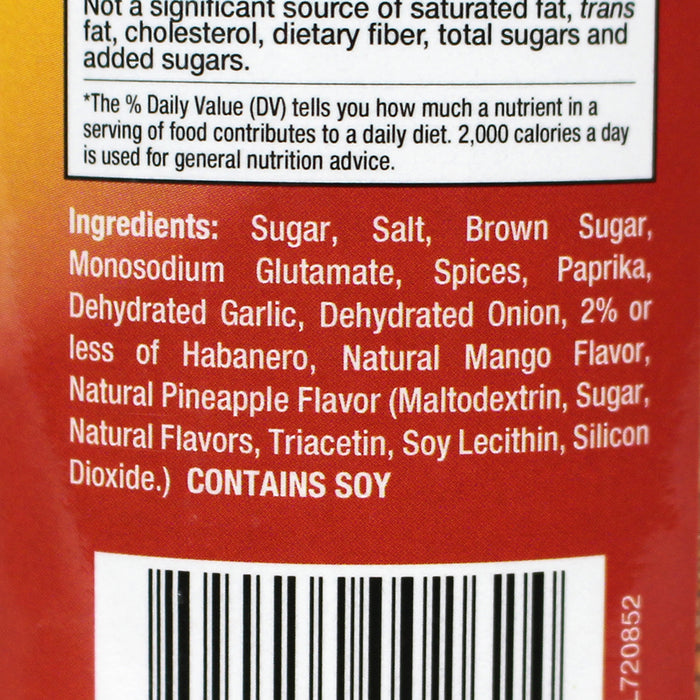 Not a significant source of saturated fat, trans
fat, cholesterol, dietary fiber, total sugars and
added sugars.
*The % Daily Value (DV) tells you how much a nutrient in a
serving of food contributes to a daily diet. 2,000 calories a day
is used for general nutrition advice.
Ingredients: Sugar, Salt, Brown Sugar,
Monosodium Glutamate, Spices, Paprika,
Dehydrated Garlic, Dehydrated Onion, 2% or
less of Habanero, Natural Mango Flavor,
Natural Pineapple Flavor (Maltodextrin, Sugar,
Natural Flavors, Triacetin, Soy Lecithin, Silicon
Dioxide.) CONTAINS SOY
720852